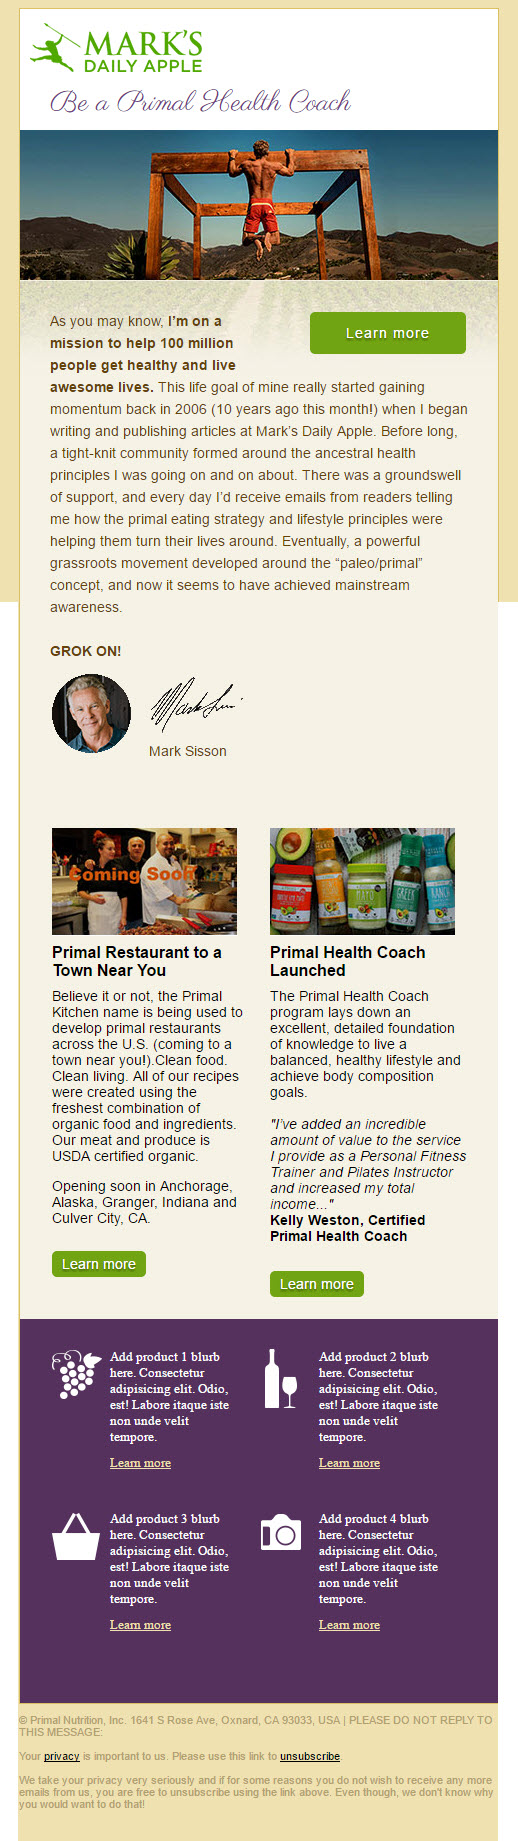 MARK'S
DAILY APPLE
Be a Primal Health Coach
As you may know, I'm on a
mission to help 100 million
people get healthy and live
awesome lives. This life goal of mine really started gaining
momentum back in 2006 (10 years ago this month!) when I began
writing and publishing articles at Mark's Daily Apple. Before long,
a tight-knit community formed around the ancestral health
principles I was going on and on about. There was a groundswell
of support, and every day I'd receive emails from readers telling
me how the primal eating strategy and lifestyle principles were
helping them turn their lives around. Eventually, a powerful
grassroots movement developed around the “paleo/primal”
concept, and now it seems to have achieved mainstream
awareness.
Learn more
GROK ON!
Mark Sisson
Coming Soon
Primal Restaurant to a
Town Near You
Believe it or not, the Primal
Kitchen name is being used to
develop primal restaurants
across the U.S. (coming to a
town near you!).Clean food.
Clean living. All of our recipes
were created using the
freshest combination of
organic food and ingredients.
Our meat and produce is
USDA certified organic.
Opening soon in Anchorage,
Alaska, Granger, Indiana and
Culver City, CA.
Learn more
MAYO
GREEK
RANCH
Primal Health Coach
Launched
The Primal Health Coach
program lays down an
excellent, detailed foundation
of knowledge to live a
balanced, healthy lifestyle and
achieve body composition
goals.
"I've added an incredible
amount of value to the service
I provide as a Personal Fitness
Trainer and Pilates Instructor
and increased my total
income..."
Kelly Weston, Certified
Primal Health Coach
Learn more
Add product 1 blurb
here. Consectetur
adipisicing elit. Odio,
est! Labore itaque iste
non unde velit
tempore.
Learn more
Add product 2 blurb
here. Consectetur
adipisicing elit. Odio,
est! Labore itaque iste
non unde velit
tempore.
Learn more
Add product 3 blurb
here. Consectetur
adipisicing elit. Odio,
est! Labore itaque iste
non unde velit
tempore.
Learn more
Add product 4 blurb
here. Consectetur
adipisicing elit. Odio,
est! Labore itaque iste
non unde velit
tempore.
Learn more
© Primal Nutrition, Inc. 1641 S Rose Ave, Oxnard, CA 93033, USA | PLEASE DO NOT REPLY TO
THIS MESSAGE:
Your privacy is important to us. Please use this link to unsubscribe.
We take your privacy very seriously and if for some reasons you do not wish to receive any more
emails from us, you are free to unsubscribe using the link above. Even though, we don't know why
you would want to do that!